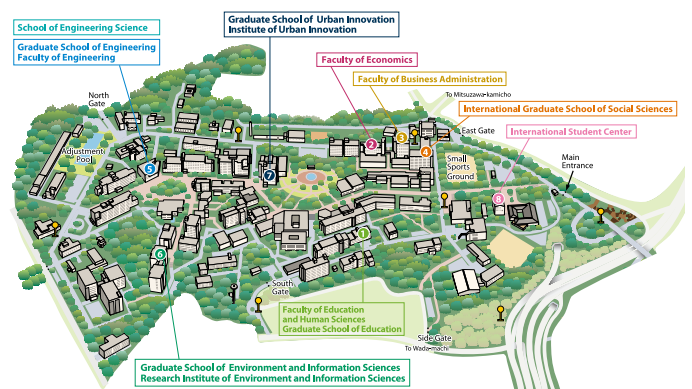 School of Engineering Science
Graduate School of Engineering
Faculty of Engineering
Graduate School of Urban Innovation
Institute of Urban Innovation
Faculty of Economics
Faculty of Business Administration
To Mitsuzawa-kamicho
International Graduate School of Social Sciences
International Student Center
North
Gate
East Gate
Adjustment
Pool
Small
Sports
Ground
Main
Entrance
1
2
3
4
5
6
7
8
South
Gate
Faculty of Education
and Human Sciences
Graduate School of Education
Side Gate
To Wada-machi
Graduate School of Environment and Information Sciences
Research Institute of Environment and Information Sciences